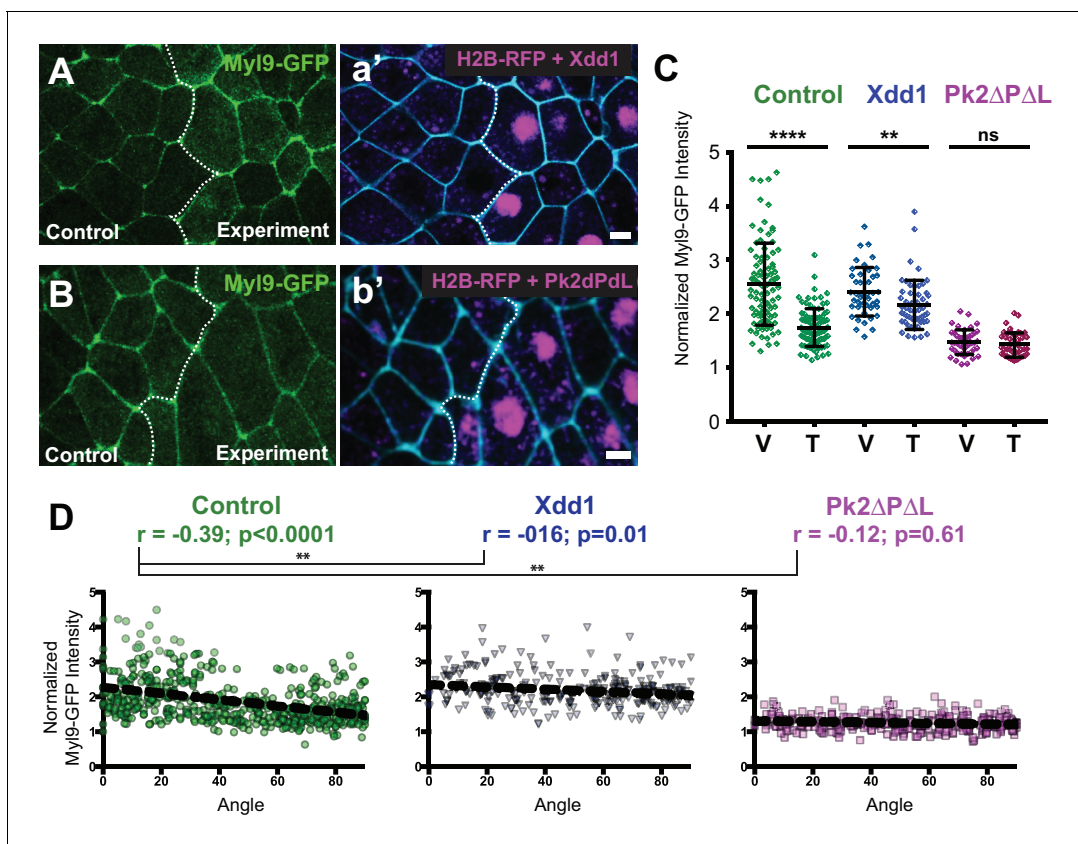 A
Myl9-GFP
Control
Experiment
a’
H2B-RFP + Xdd1
B
Myl9-GFP
Control
Experiment
b’
H2B-RFP + Pk2dPdL
C
Control Xdd1 Pk2ΔPΔL
**** ** ns
Normalized Myl9-GFP Intensity
5
4
3
2
1
0
V T V T V T
D
Control
r = -0.39; p<0.0001
Xdd1
r = -016; p=0.01
Pk2ΔPΔL
r = -0.12; p=0.61
**
**
Normalized
Myl9-GFP Intensity
5
4
3
2
1
0
0 20 40 60 80
Angle
5
4
3
2
1
0
0 20 40 60 80
Angle
5
4
3
2
1
0
0 20 40 60 80
Angle